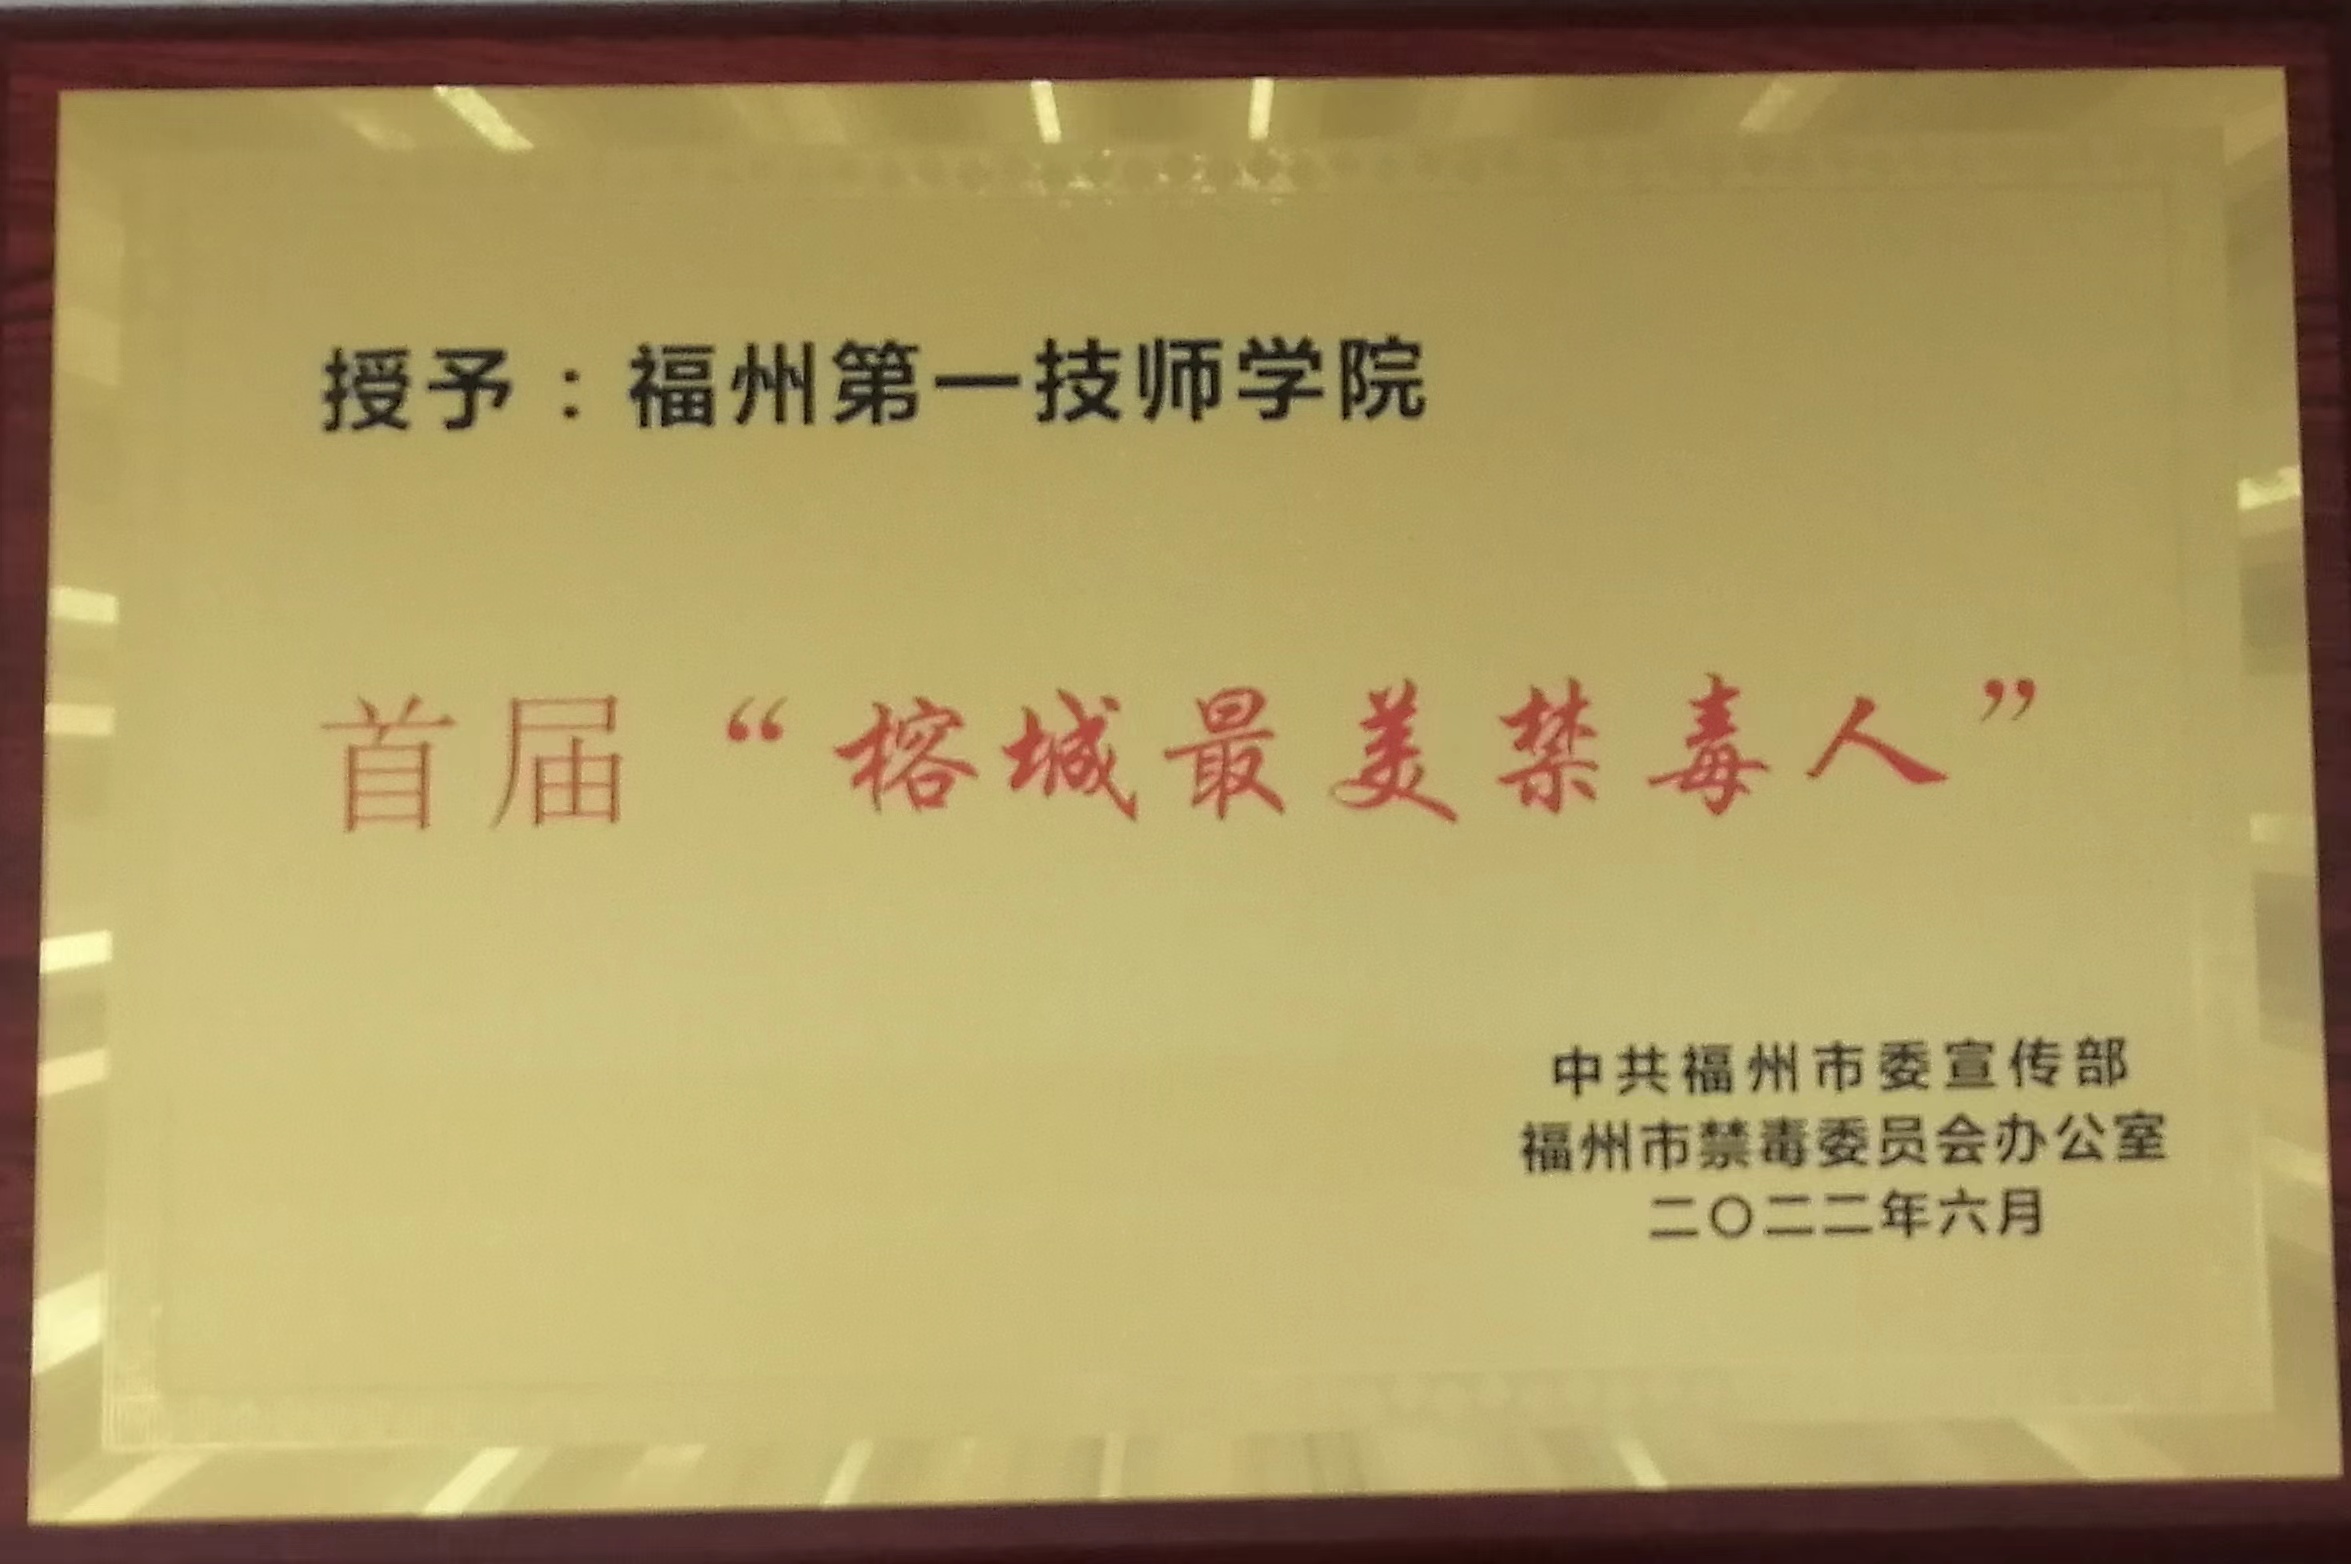 授予：福州第一技师学院
首届“榕城最美禁毒人”
中共福州市委宣传部
福州市禁毒委员会办公室
二〇二二年六月